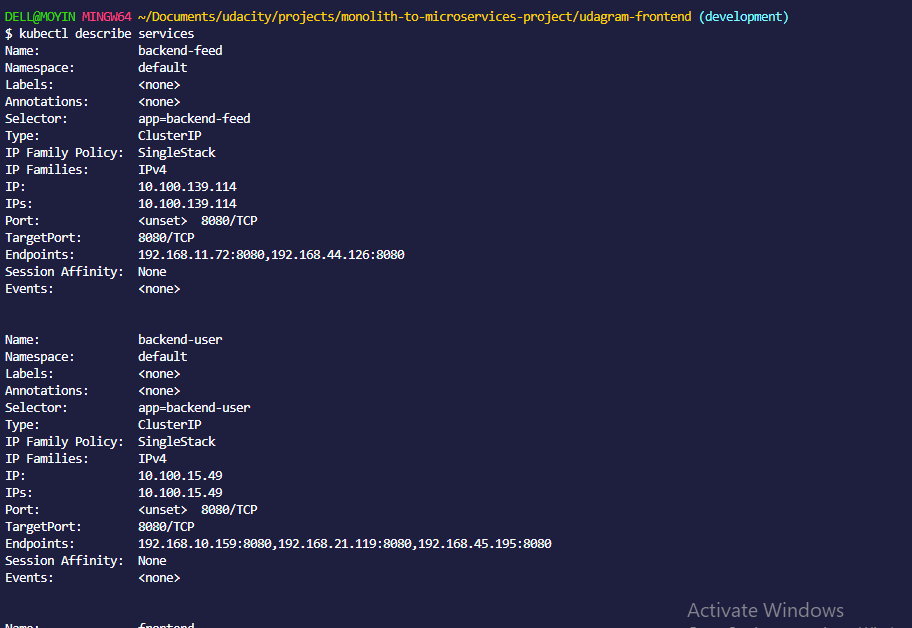 DELL@MOYIN MINGW64 ~/Documents/udacity/projects/monolith-to-microservices-project/udagram-frontend (development)
$ kubectl describe services
Name:              backend-feed
Namespace:         default
Labels:            <none>
Annotations:       <none>
Selector:          app=backend-feed
Type:              ClusterIP
IP Family Policy:  SingleStack
IP Families:       IPv4
IP:                10.100.139.114
IPs:               10.100.139.114
Port:              <unset>  8080/TCP
TargetPort:        8080/TCP
Endpoints:         192.168.11.72:8080,192.168.44.126:8080
Session Affinity:  None
Events:            <none>
Name:              backend-user
Namespace:         default
Labels:            <none>
Annotations:       <none>
Selector:          app=backend-user
Type:              ClusterIP
IP Family Policy:  SingleStack
IP Families:       IPv4
IP:                10.100.15.49
IPs:               10.100.15.49
Port:              <unset>  8080/TCP
TargetPort:        8080/TCP
Endpoints:         192.168.10.159:8080,192.168.21.119:8080,192.168.45.195:8080
Session Affinity:  None
Events:            <none>
Name:              frontend
Activate Windows